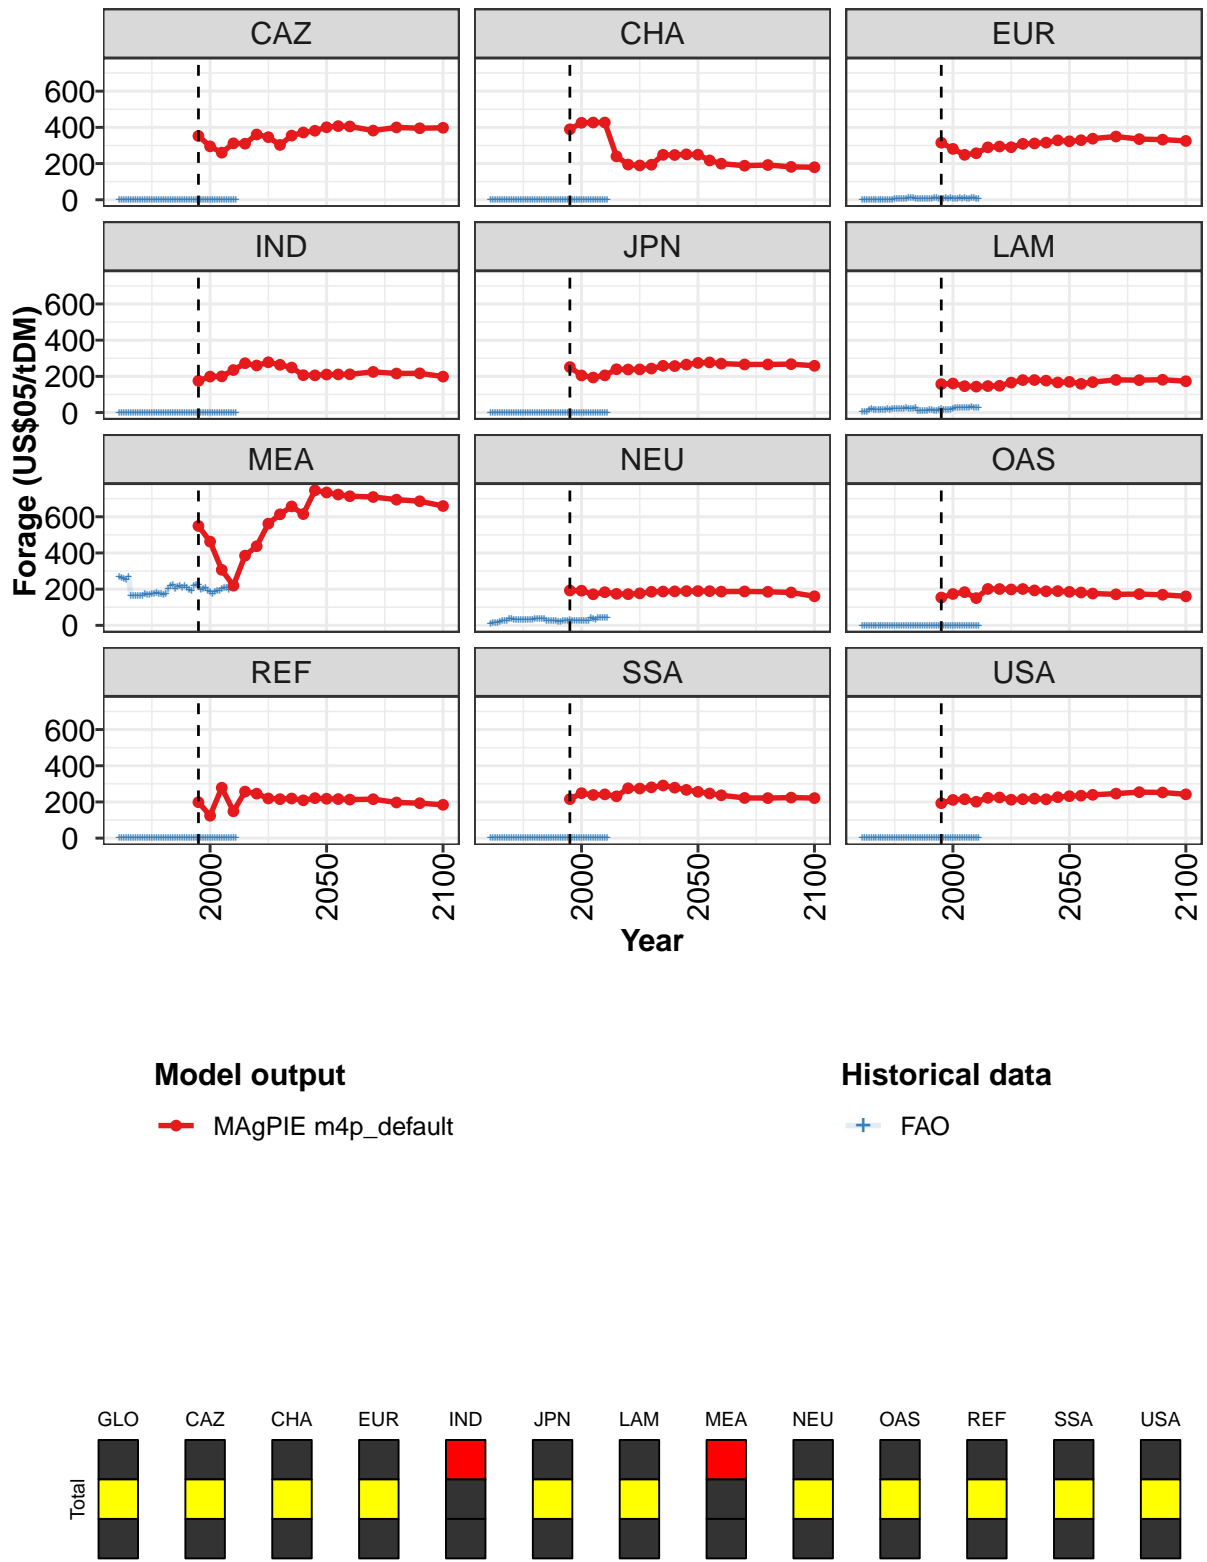 CAZ CHA EUR
600
400
200
0
IND JPN LAM
600
400
200
0
MEA NEU OAS
600
400
200
0
REF SSA USA
600
400
200
0
2000 2050 2100 2000 2050 2100 2000 2050 2100
Year
Forage (US$05/tDM)
Model output Historical data
MAgPIE m4p_default FAO
GLO CAZ CHA EUR IND JPN LAM MEA NEU OAS REF SSA USA
Total